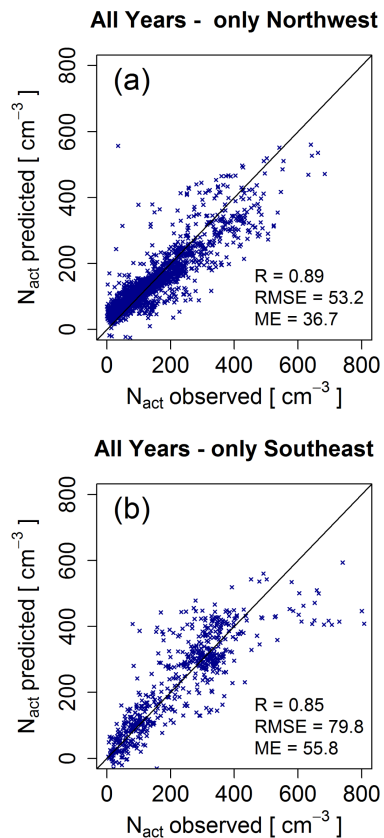 All Years -  only Northwest
(a)
N_act predicted [ cm⁻³ ]
0 200 400 600 800
R = 0.89
RMSE = 53.2
ME = 36.7
0 200 400 600 800
N_act observed [ cm⁻³ ]
All Years - only Southeast
(b)
N_act predicted [ cm⁻³ ]
0 200 400 600 800
R = 0.85
RMSE = 79.8
ME = 55.8
0 200 400 600 800
N_act observed [ cm⁻³ ]